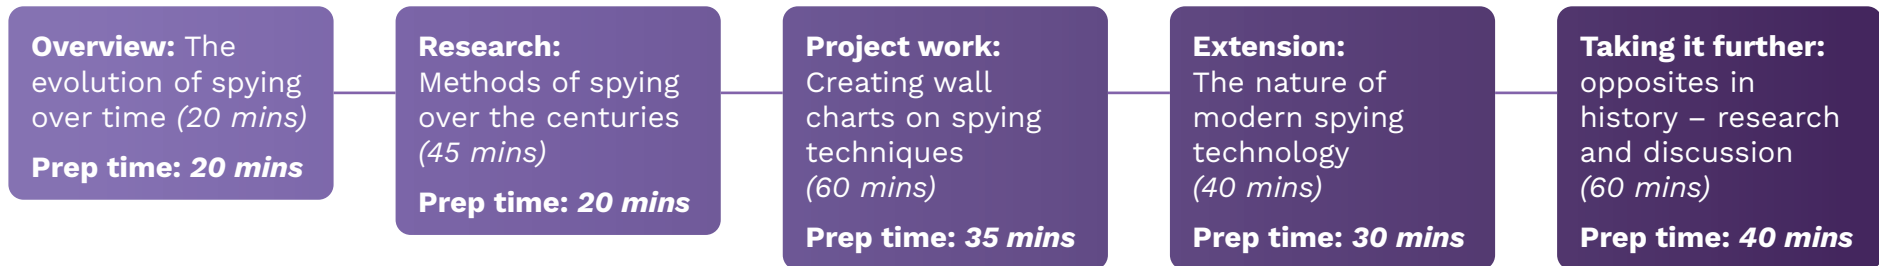 Overview: The
evolution of spying
over time (20 mins)
Prep time: 20 mins
Research:
Methods of spying
over the centuries
(45 mins)
Prep time: 20 mins
Project work:
Creating wall
charts on spying
techniques
(60 mins)
Prep time: 35 mins
Extension:
The nature of
modern spying
technology
(40 mins)
Prep time: 30 mins
Taking it further:
opposites in
history – research
and discussion
(60 mins)
Prep time: 40 mins